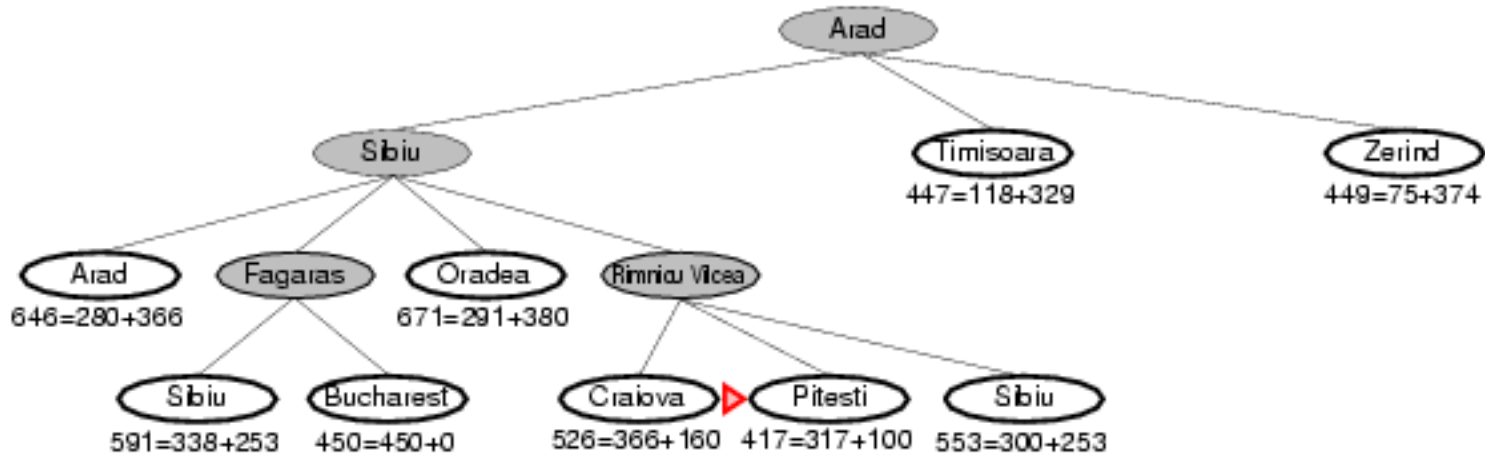 Arad
Sibiu
Timisoara
Zerind
447=118+329
449=75+374
Arad
Fagaras
Oradea
Rimnicu Vilcea
646=280+366
671=291+380
Sibiu
Bucharest
Craiova
Pitesti
Sibiu
591=338+253
450=450+0
526=366+160
417=317+100
553=300+253